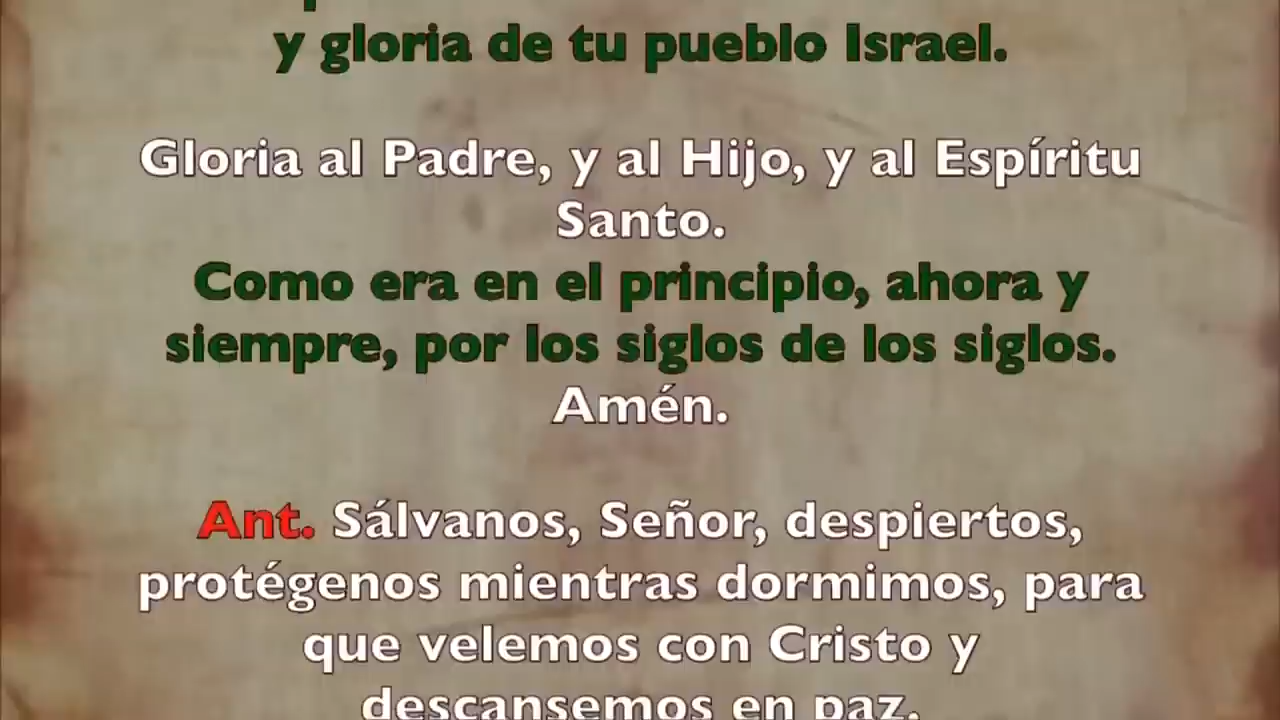 y gloria de tu pueblo Israel.
Gloria al Padre, y al Hijo, y al Espíritu
Santo.
Como era en el principio, ahora y
siempre, por los siglos de los siglos.
Amén.
Ant. Sálvanos, Señor, despiertos,
protégenos mientras dormimos, para
que velemos con Cristo y
descansemos en paz.